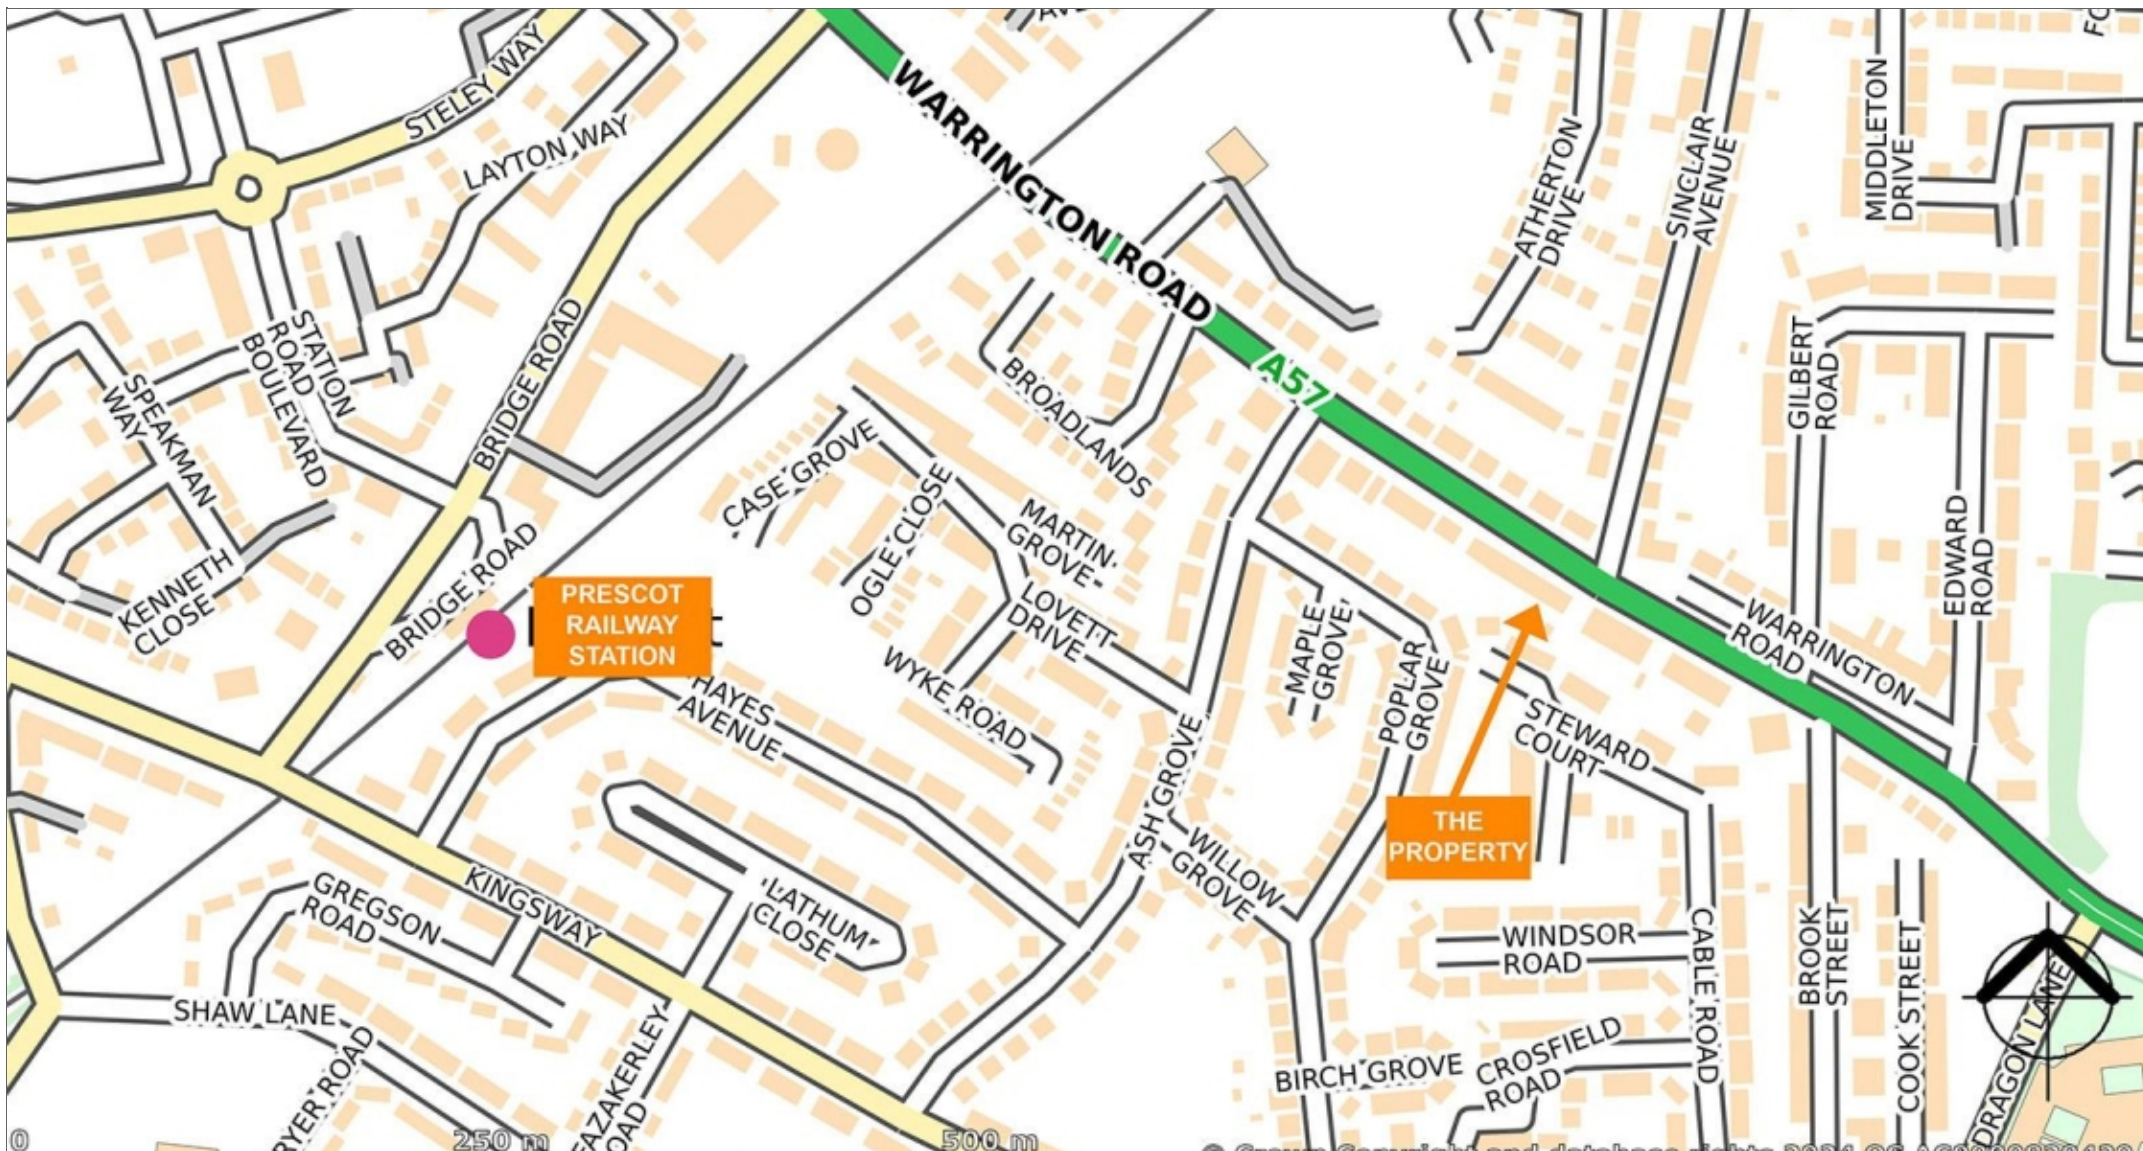 STELEY WAY
LAYTON WAY
WARRINGTON ROAD
A57
ATHERTON
DRIVE
SINCLAIR
AVENUE
MIDDLETON
DRIVE
STATION
ROAD
BOULEVARD
BRIDGE ROAD
SPEAKMAN
WAY
KENNETH
CLOSE
BRIDGE ROAD
PRESCOT
RAILWAY
STATION
BROADLANDS
CASE GROVE
OGLE CLOSE
MARTIN
GROVE
LOVETT
DRIVE
WYKE ROAD
HAYES
AVENUE
MAPLE
GROVE
POPLAR
GROVE
ASH GROVE
WILLOW
GROVE
GILBERT
ROAD
EDWARD
ROAD
WARRINGTON
ROAD
STEWARD
COURT
THE
PROPERTY
LATHUM
CLOSE
KINGSWAY
GREGSON
ROAD
SHAW LANE
WINDSOR
ROAD
CABLE ROAD
BROOK
STREET
COOK STREET
DRAGON LANE
BIRCH GROVE
CROSFIELD
ROAD
RYER ROAD
FAZAKERLEY
ROAD
0
250 m
500 m